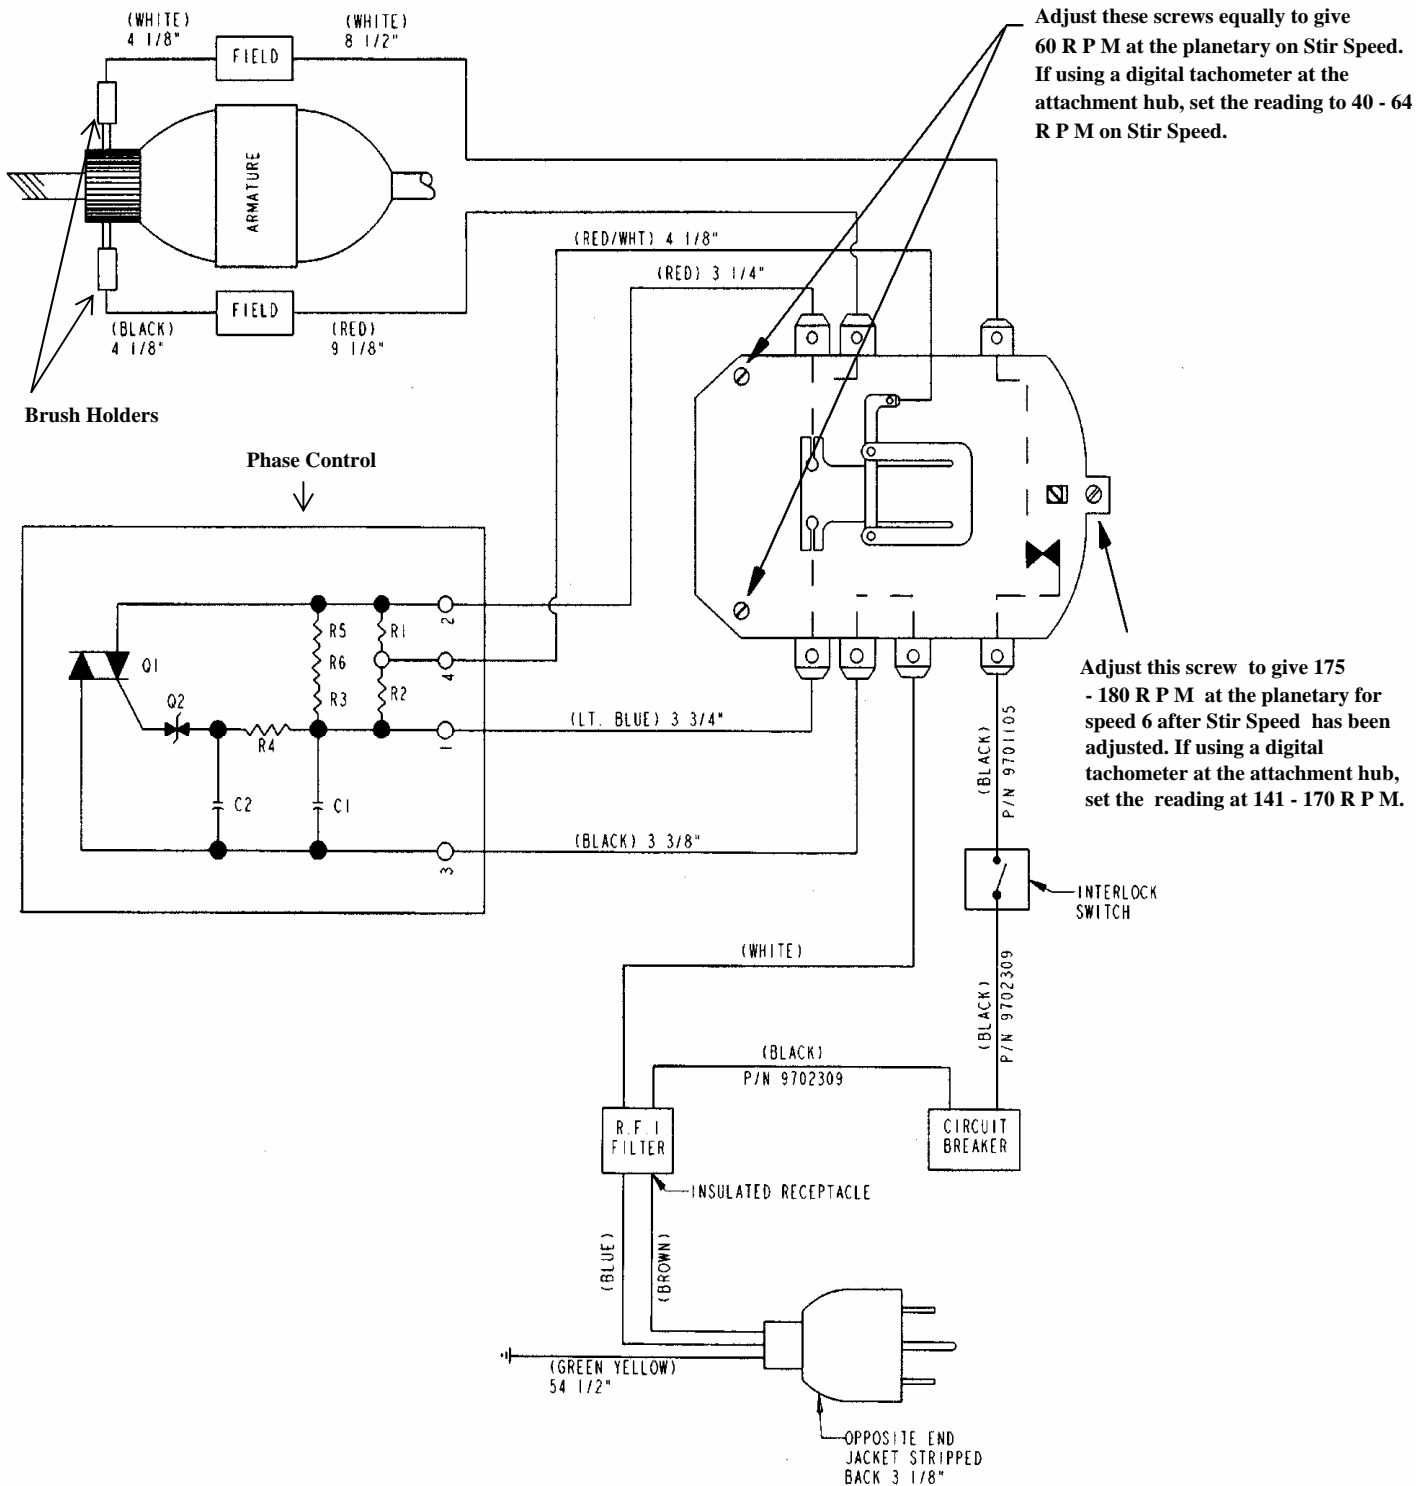 (WHITE)
4 1/8"
(WHITE)
8 1/2"
FIELD
Adjust these screws equally to give
60 R P M at the planetary on Stir Speed.
If using a digital tachometer at the
attachment hub, set the reading to 40 - 64
R P M on Stir Speed.
ARMATURE
(RED/WHT) 4 1/8"
(RED) 3 1/4"
FIELD
(BLACK)
4 1/8"
(RED)
9 1/8"
Brush Holders
Phase Control
R5
R1
2
Q1
R6
4
Q2
R3
R2
R4
1
(LT. BLUE) 3 3/4"
C2
C1
(BLACK) 3 3/8"
3
Adjust this screw to give 175
- 180 R P M at the planetary for
speed 6 after Stir Speed has been
adjusted. If using a digital
tachometer at the attachment hub,
set the reading at 141 - 170 R P M.
(BLACK)
P/N 9701105
INTERLOCK
SWITCH
(WHITE)
(BLACK)
P/N 9702309
(BLACK)
P/N 9702309
R.F.I
FILTER
CIRCUIT
BREAKER
INSULATED RECEPTACLE
(BLUE)
(BROWN)
(GREEN YELLOW)
54 1/2"
OPPOSITE END
JACKET STRIPPED
BACK 3 1/8"